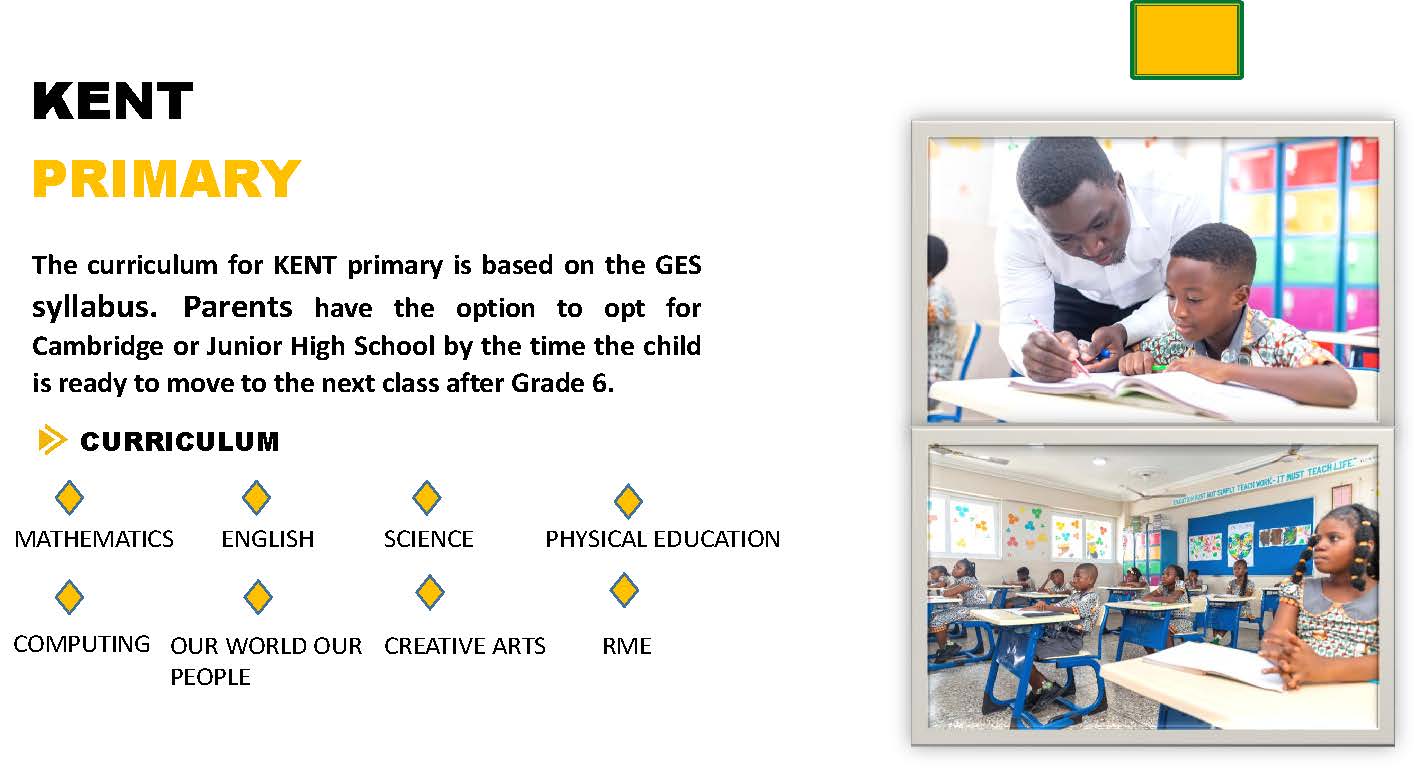 KENT
PRIMARY
The curriculum for KENT primary is based on the GES
syllabus. Parents have the option to opt for
Cambridge or Junior High School by the time the child
is ready to move to the next class after Grade 6.
CURRICULUM
MATHEMATICS
ENGLISH
SCIENCE
PHYSICAL EDUCATION
COMPUTING
OUR WORLD OUR
PEOPLE
CREATIVE ARTS
RME
NOT SIMPLY TEACH WORK-IT MUST TEACH LIFE."